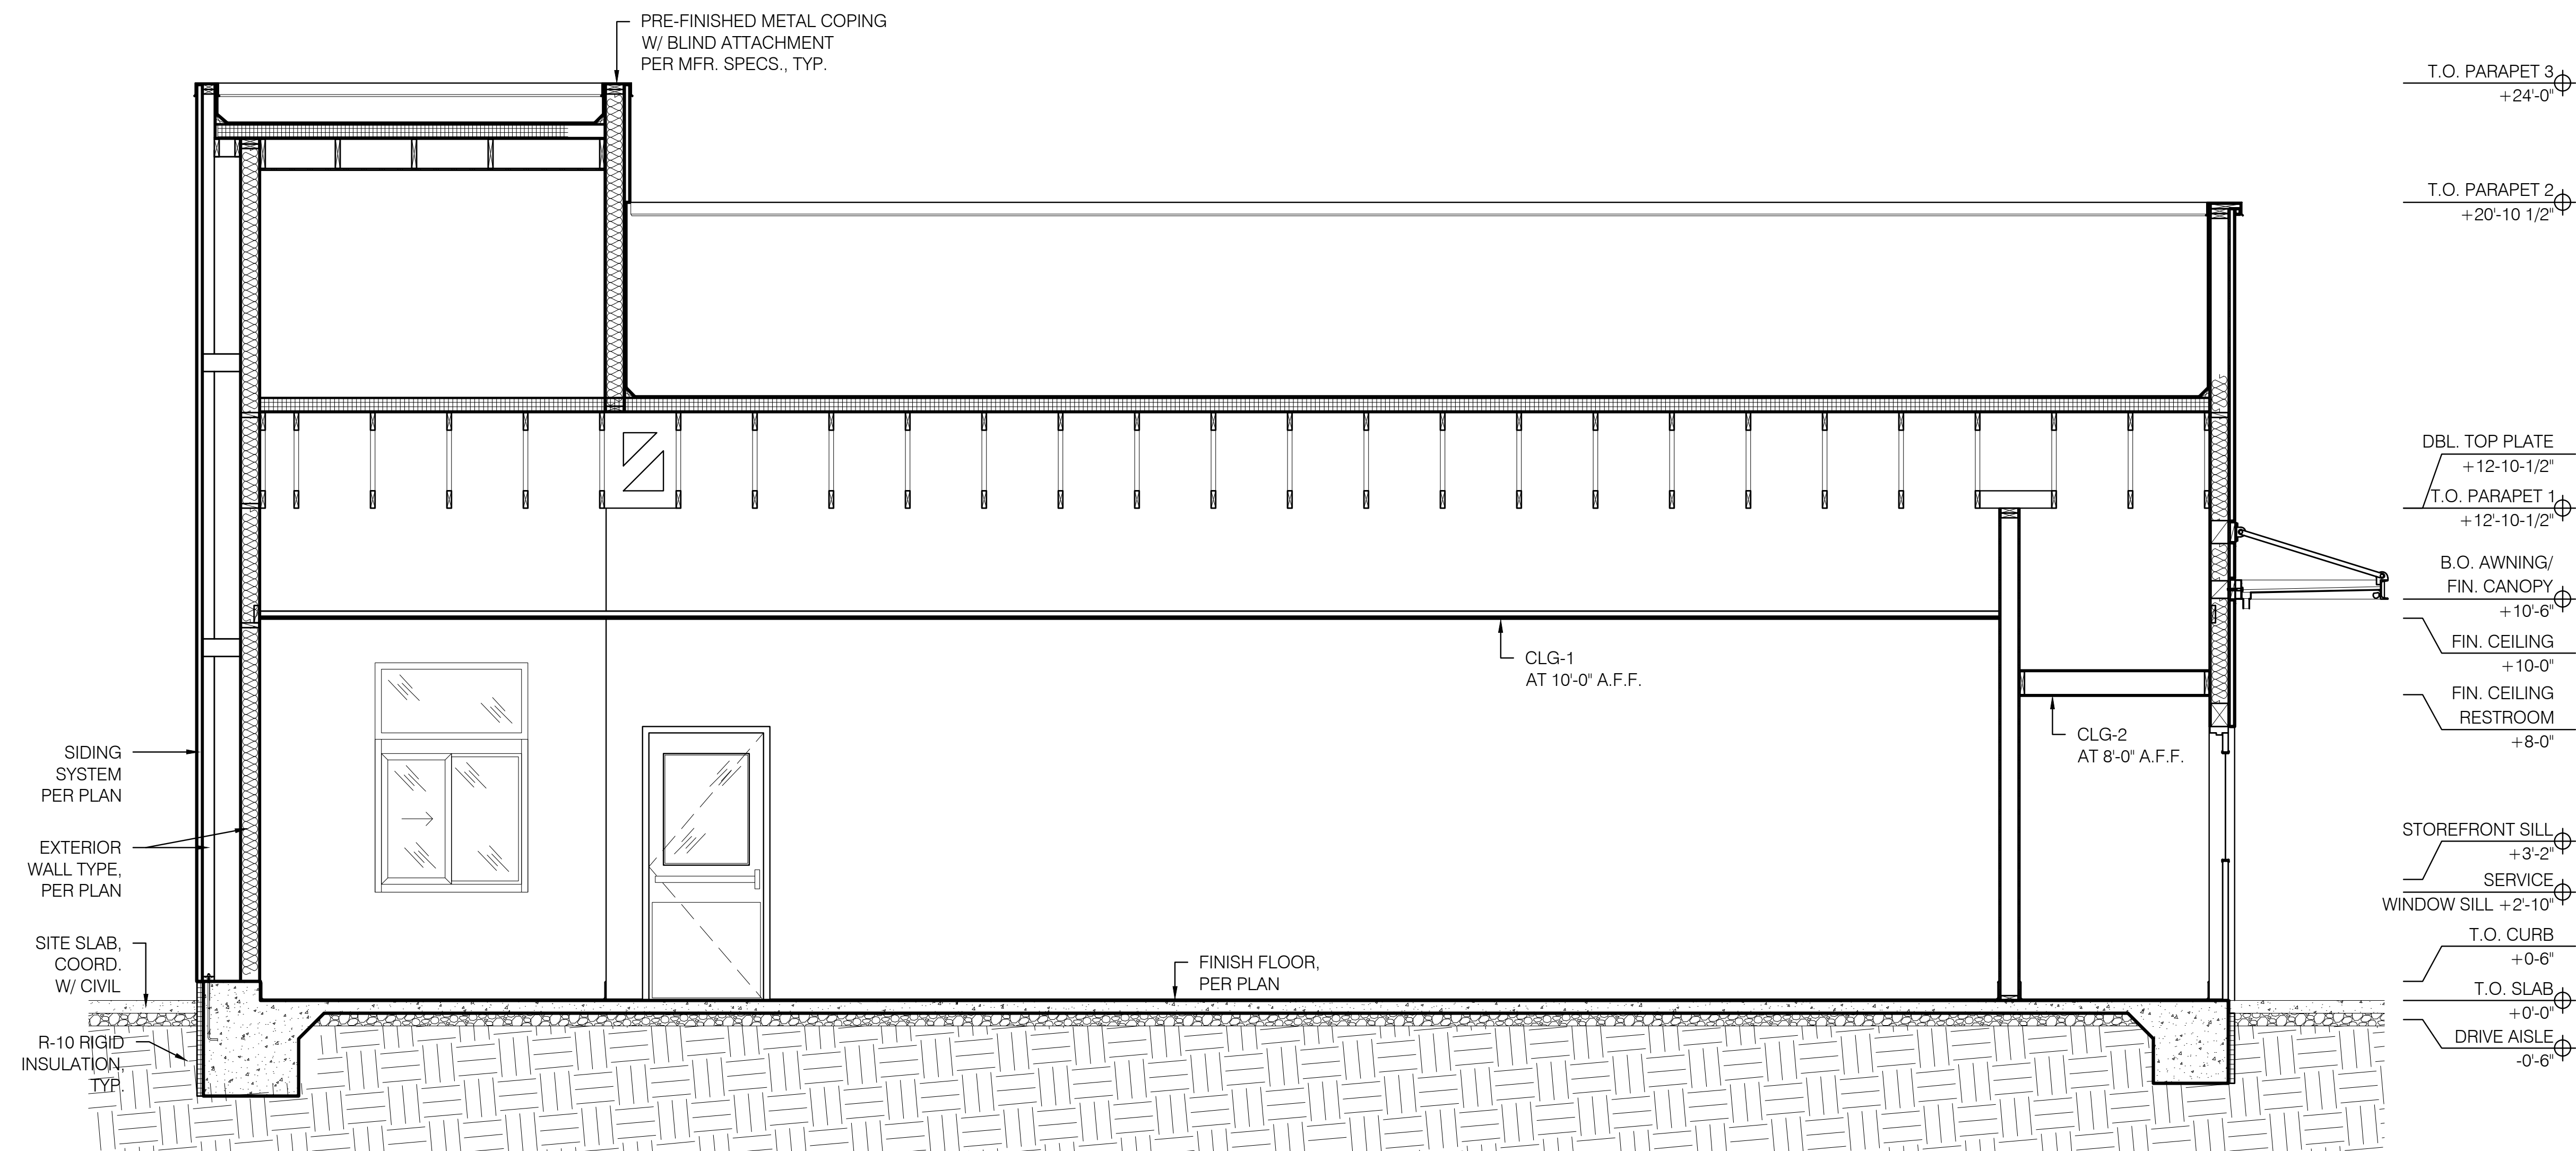 PRE-FINISHED METAL COPING
W/ BLIND ATTACHMENT
PER MFR. SPECS., TYP.
T.O. PARAPET 3
+24'-0"
T.O. PARAPET 2
+20'-10 1/2"
DBL. TOP PLATE
+12-10-1/2"
T.O. PARAPET 1
+12'-10-1/2"
B.O. AWNING/
FIN. CANOPY
+10'-6"
FIN. CEILING
+10-0"
FIN. CEILING
RESTROOM
+8-0"
CLG-1
AT 10'-0" A.F.F.
CLG-2
AT 8'-0" A.F.F.
SIDING
SYSTEM
PER PLAN
EXTERIOR
WALL TYPE,
PER PLAN
SITE SLAB,
COORD.
W/ CIVIL
R-10 RIGID
INSULATION,
TYP.
FINISH FLOOR,
PER PLAN
STOREFRONT SILL
+3'-2"
SERVICE
WINDOW SILL +2'-10"
T.O. CURB
+0-6"
T.O. SLAB
+0'-0"
DRIVE AISLE
-0'-6"